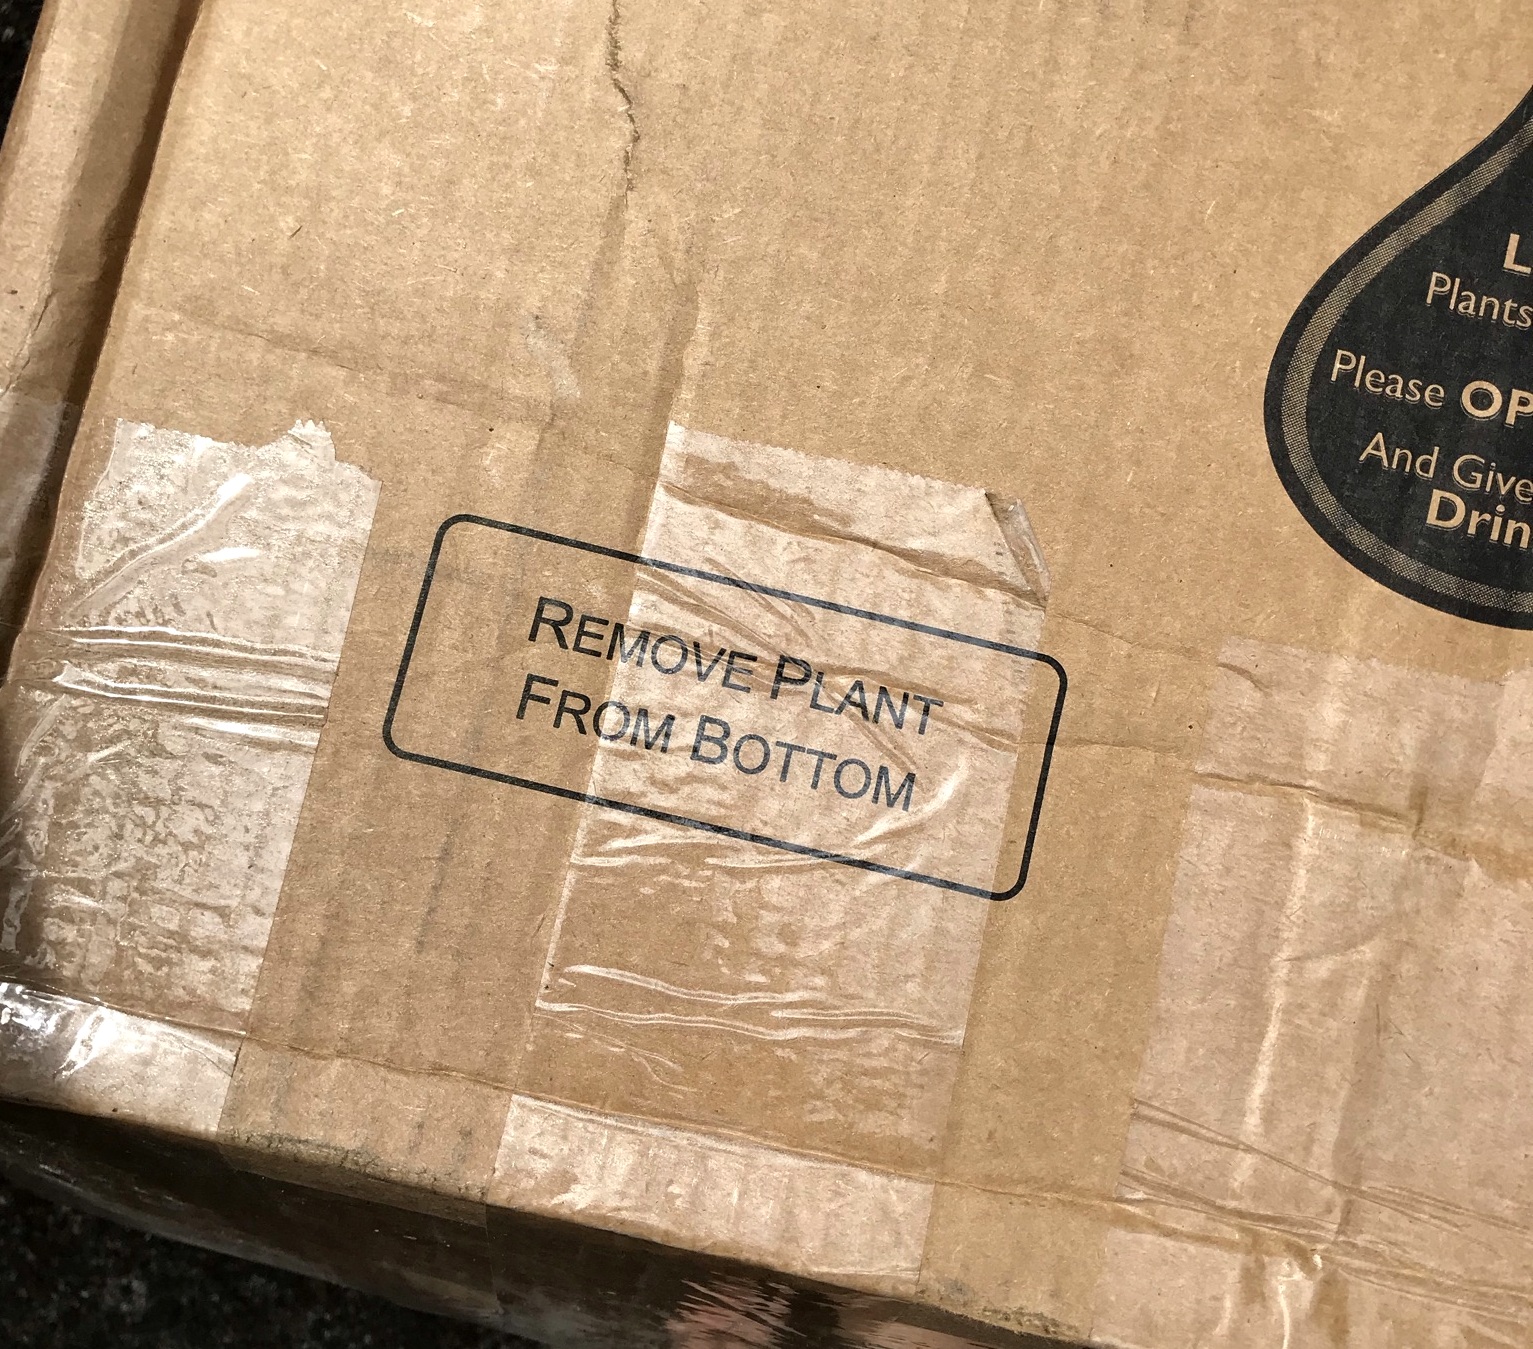 REMOVE PLANT
FROM BOTTOM
Plants
Please
And Give